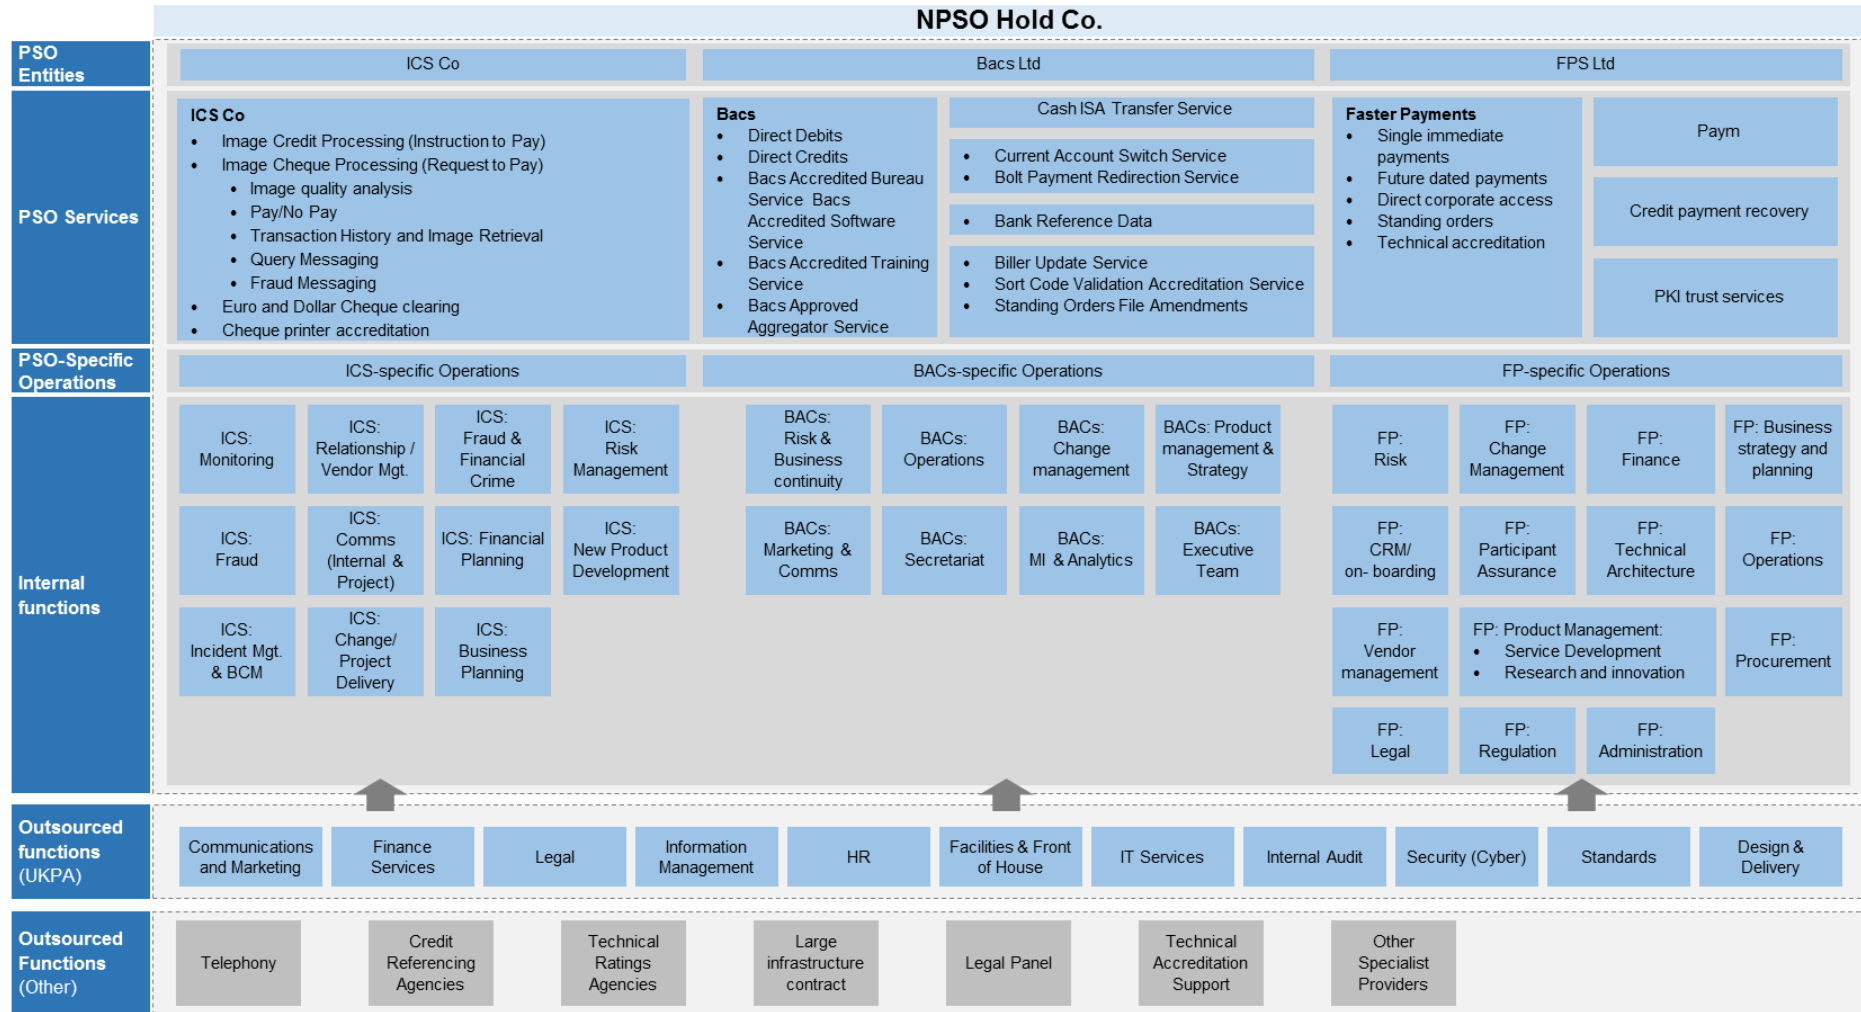 NPSO Hold Co.
PSO
Entities
ICS Co
Bacs Ltd
FPS Ltd
PSO Services
ICS Co
• Image Credit Processing (Instruction to Pay)
• Image Cheque Processing (Request to Pay)
• Image quality analysis
• Pay/No Pay
• Transaction History and Image Retrieval
• Query Messaging
• Fraud Messaging
• Euro and Dollar Cheque clearing
• Cheque printer accreditation
Bacs
• Direct Debits
• Direct Credits
• Bacs Accredited Bureau
Service Bacs
Accredited Software
Service
• Bacs Accredited Training
Service
• Bacs Approved
Aggregator Service
Cash ISA Transfer Service
• Current Account Switch Service
• Bolt Payment Redirection Service
• Bank Reference Data
• Biller Update Service
• Sort Code Validation Accreditation Service
• Standing Orders File Amendments
Faster Payments
• Single immediate
payments
• Future dated payments
• Direct corporate access
• Standing orders
• Technical accreditation
Paym
Credit payment recovery
PKI trust services
PSO-Specific
Operations
ICS-specific Operations
BACs-specific Operations
FP-specific Operations
Internal
functions
ICS:
Monitoring
ICS:
Relationship /
Vendor Mgt.
ICS:
Fraud &
Financial
Crime
ICS:
Risk
Management
BACs:
Risk &
Business
continuity
BACs:
Operations
BACs:
Change
management
BACs: Product
management &
Strategy
FP:
Risk
FP:
Change
Management
FP:
Finance
FP: Business
strategy and
planning
ICS:
Fraud
ICS:
Comms
(Internal &
Project)
ICS: Financial
Planning
ICS:
New Product
Development
BACs:
Marketing &
Comms
BACs:
Secretariat
BACs:
MI & Analytics
BACs:
Executive
Team
FP:
CRM/
on- boarding
FP:
Participant
Assurance
FP:
Technical
Architecture
FP:
Operations
ICS:
Incident Mgt.
& BCM
ICS:
Change/
Project
Delivery
ICS:
Business
Planning
FP:
Vendor
management
FP: Product Management:
• Service Development
• Research and innovation
FP:
Procurement
FP:
Legal
FP:
Regulation
FP:
Administration
Outsourced
functions
(UKPA)
Communications
and Marketing
Finance
Services
Legal
Information
Management
HR
Facilities & Front
of House
IT Services
Internal Audit
Security (Cyber)
Standards
Design &
Delivery
Outsourced
Functions
(Other)
Telephony
Credit
Referencing
Agencies
Technical
Ratings
Agencies
Large
infrastructure
contract
Legal Panel
Technical
Accreditation
Support
Other
Specialist
Providers